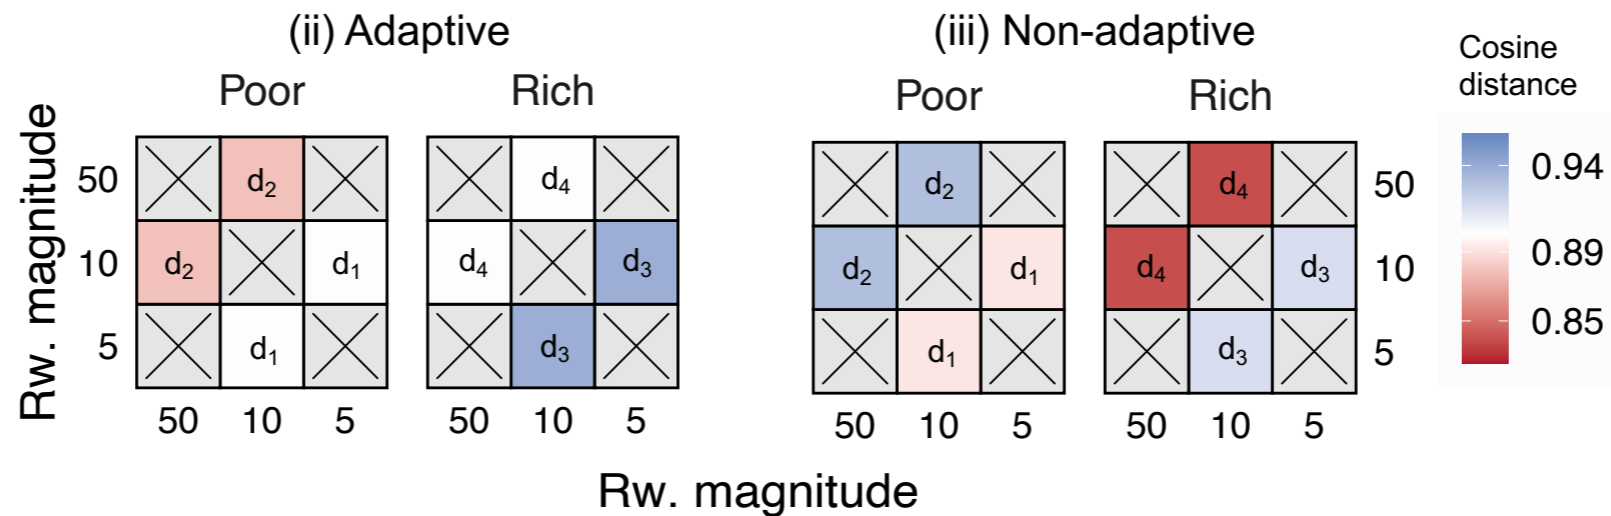 (ii) Adaptive
Poor Rich
Rw. magnitude
50 d2 d4
10 d2 d1 d4 d3
5 d1 d3
50 10 5 50 10 5
(iii) Non-adaptive
Poor Rich
d2 d4 50
d2 d1 d4 d3 10
d1 d3 5
50 10 5 50 10 5
Rw. magnitude
Cosine
distance
0.94
0.89
0.85